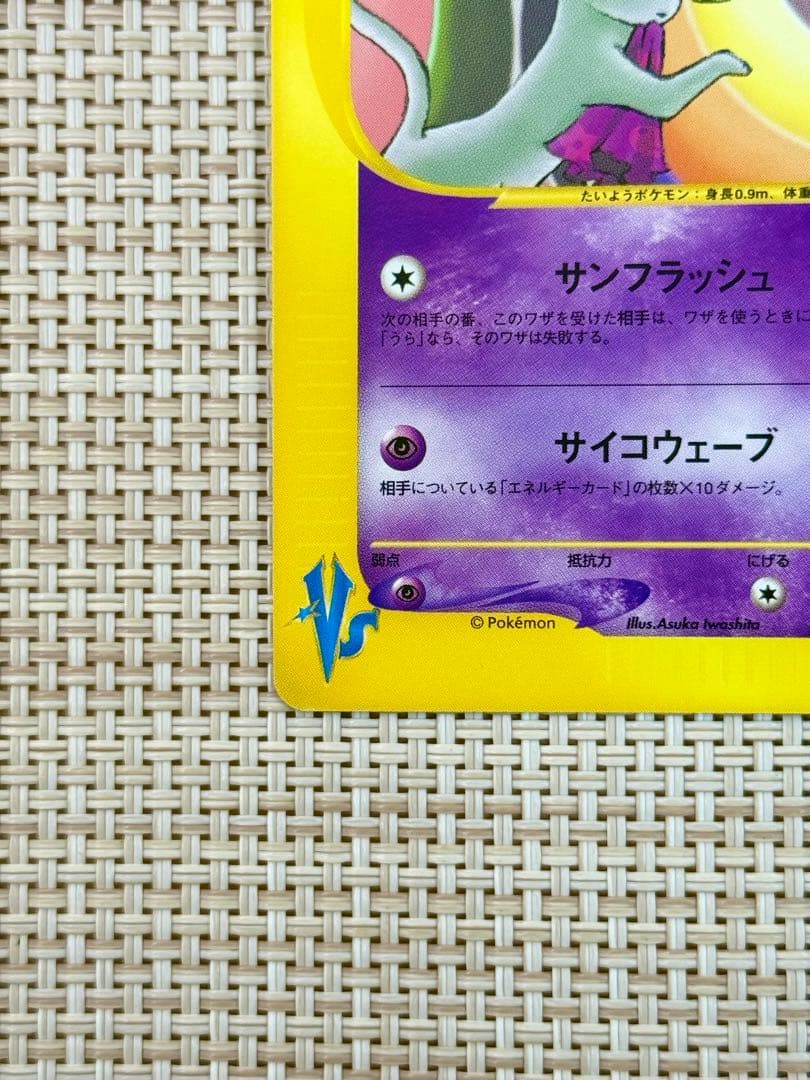 たいようポケモン：身長0.9m、体重
サンフラッシュ
次の相手の番、このワザを受けた相手は、ワザを使うときに
「うら」なら、そのワザは失敗する。
サイコウェーブ
相手についている「エネルギーカード」の枚数×10ダメージ。
弱点 抵抗力 にげる
VS
© Pokémon Illus.Asuka Iwashita